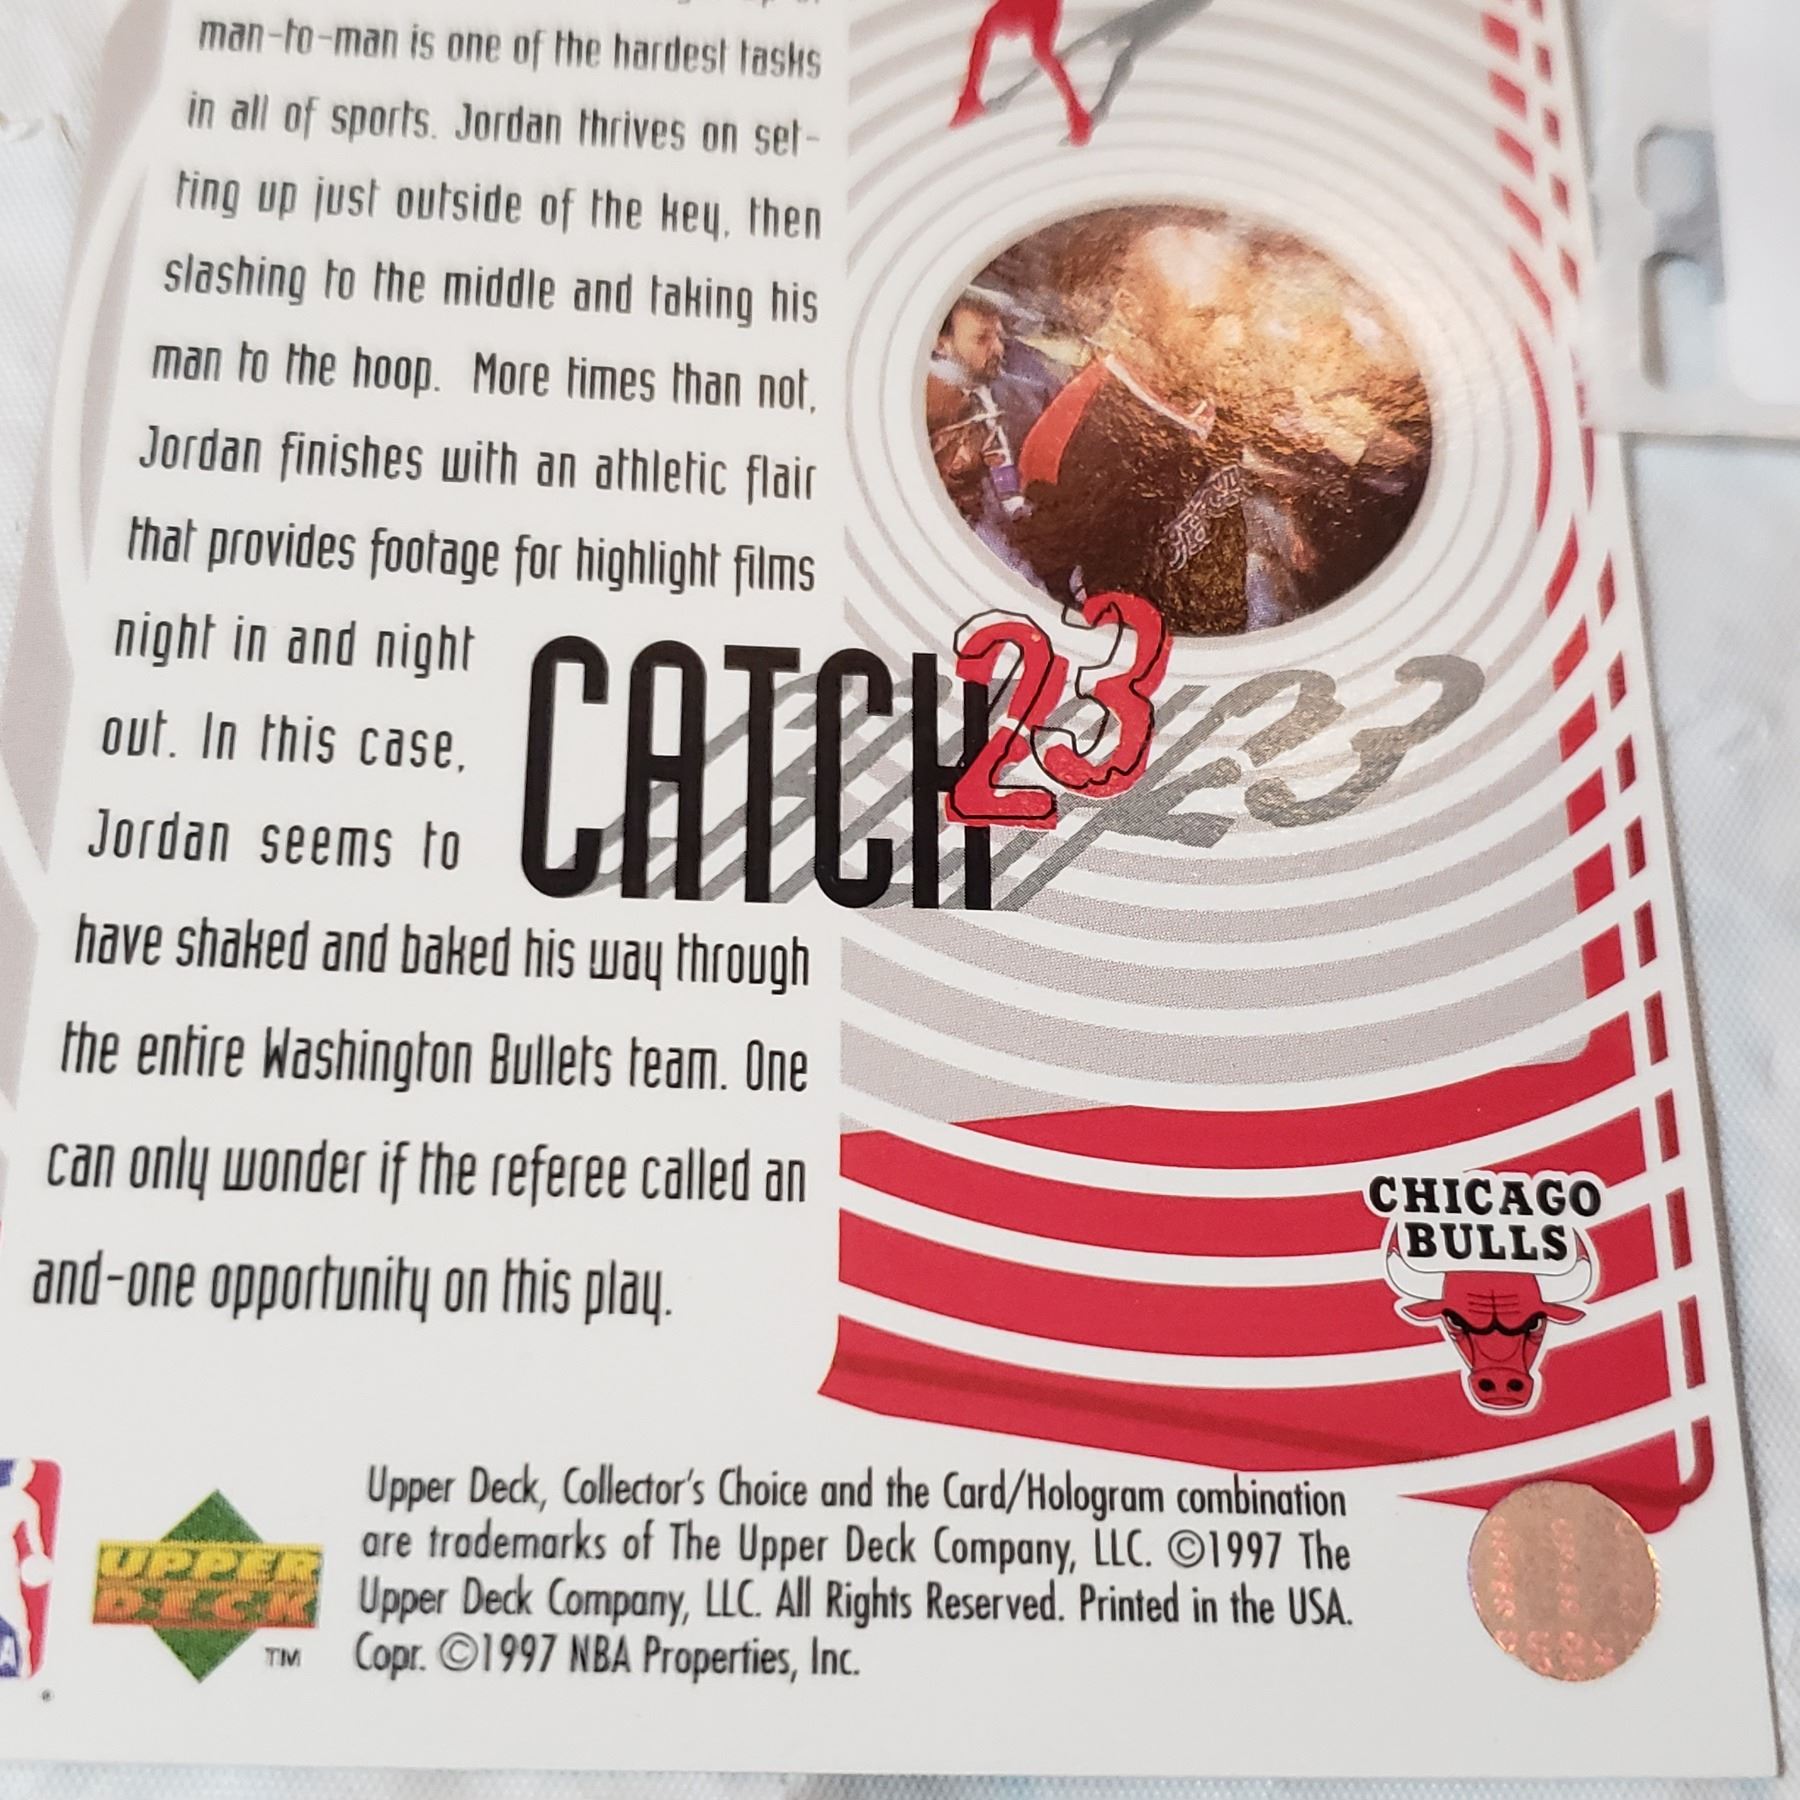 man-to-man is one of the hardest tasks
in all of sports. Jordan thrives on set-
ting up just outside of the key, then
slashing to the middle and taking his
man to the hoop. More times than not,
Jordan finishes with an athletic flair
that provides footage for highlight films
night in and night
out. In this case,
Jordan seems to
have shaked and baked his way through
the entire Washington Bullets team. One
can only wonder if the referee called an
and-one opportunity on this play.
CATCH 23
CHICAGO
BULLS
UPPER
DECK
TM
Upper Deck, Collector's Choice and the Card/Hologram combination
are trademarks of The Upper Deck Company, LLC. ©1997 The
Upper Deck Company, LLC. All Rights Reserved. Printed in the USA.
Copr. ©1997 NBA Properties, Inc.